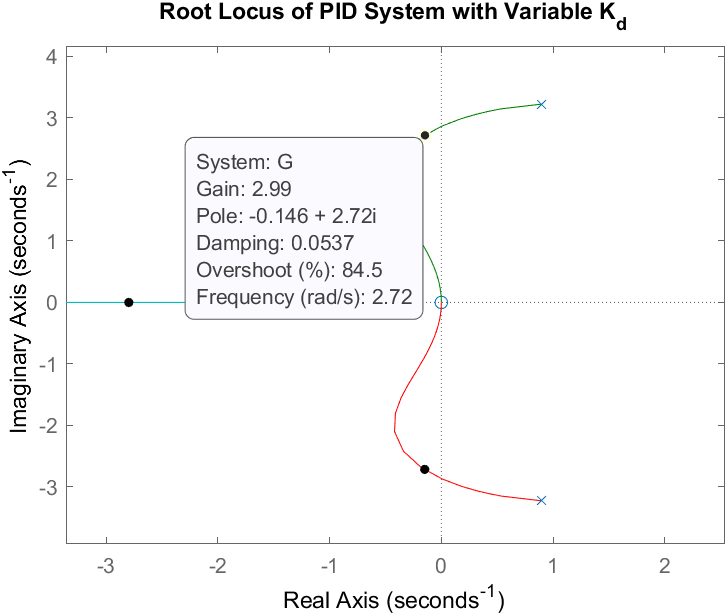 Root Locus of PID System with Variable K_d
4
3
2
1
0
-1
-2
-3
Imaginary Axis (seconds^-1)
System: G
Gain: 2.99
Pole: -0.146 + 2.72i
Damping: 0.0537
Overshoot (%): 84.5
Frequency (rad/s): 2.72
-3 -2 -1 0 1 2
Real Axis (seconds^-1)